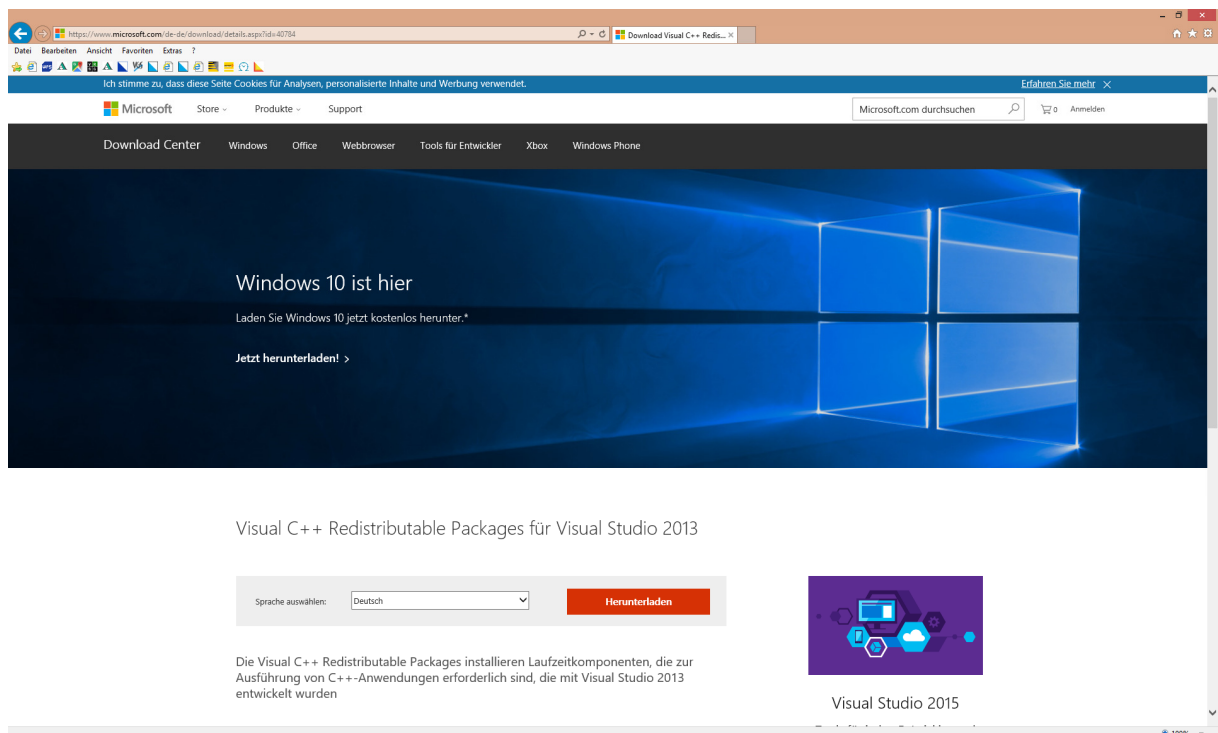 https://www.microsoft.com/de-de/download/details.aspx?id=40784
Download Visual C++ Redis...
Datei Bearbeiten Ansicht Favoriten Extras ?
Ich stimme zu, dass diese Seite Cookies für Analysen, personalisierte Inhalte und Werbung verwendet. Erfahren Sie mehr
Microsoft Store Produkte Support Microsoft.com durchsuchen 0 Anmelden
Download Center Windows Office Webbrowser Tools für Entwickler Xbox Windows Phone
Windows 10 ist hier
Laden Sie Windows 10 jetzt kostenlos herunter.*
Jetzt herunterladen! >
Visual C++ Redistributable Packages für Visual Studio 2013
Sprache auswählen: Deutsch Herunterladen
Die Visual C++ Redistributable Packages installieren Laufzeitkomponenten, die zur
Ausführung von C++-Anwendungen erforderlich sind, die mit Visual Studio 2013
entwickelt wurden
Visual Studio 2015